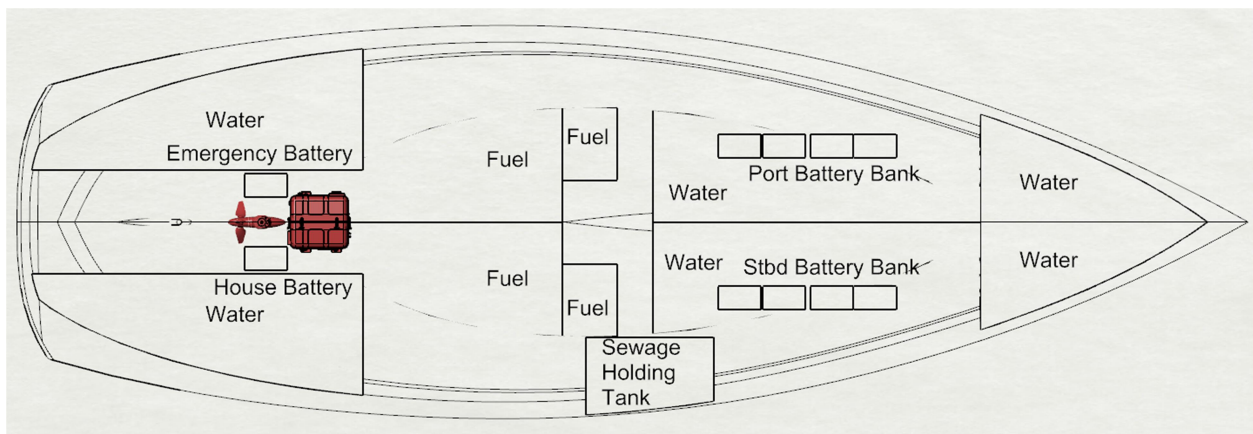 Water
Emergency Battery
Fuel
Fuel
Water
Port Battery Bank
Water
House Battery
Water
Fuel
Fuel
Water
Stbd Battery Bank
Water
Sewage
Holding
Tank